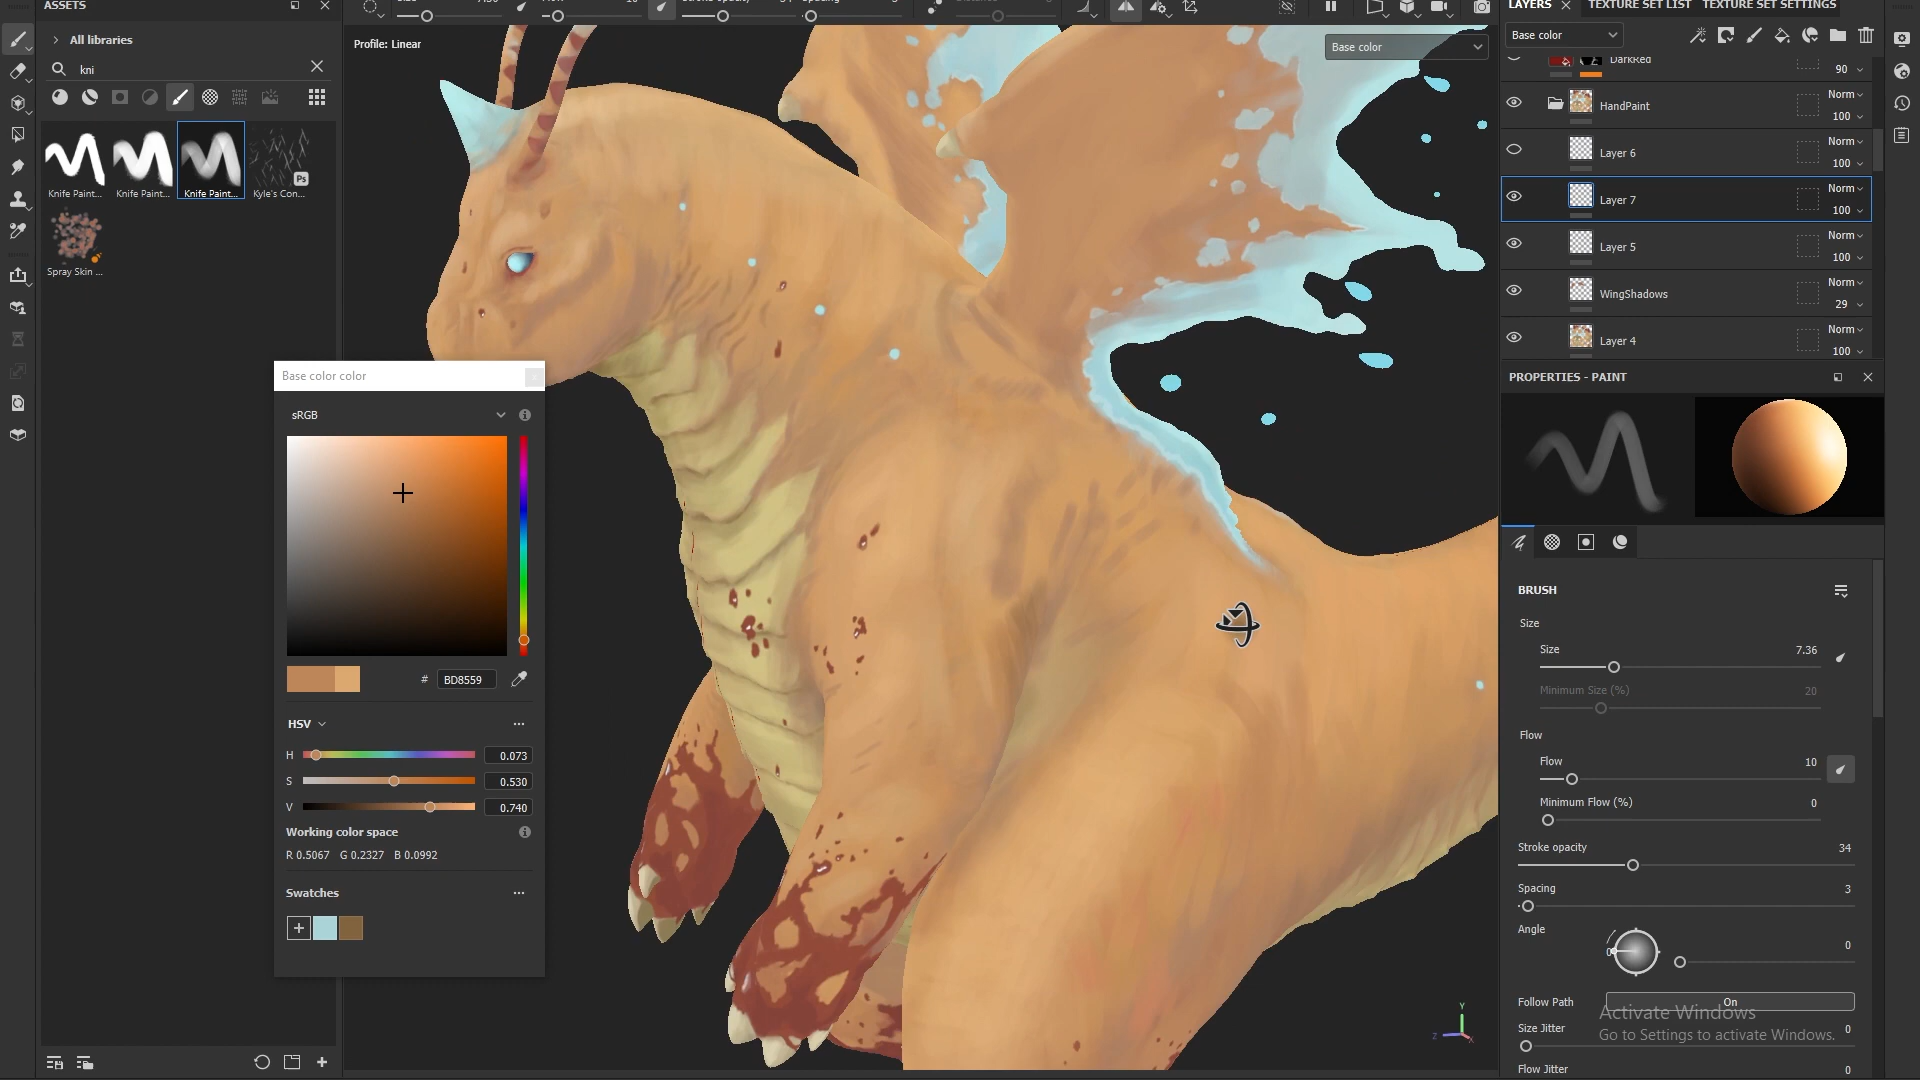 ASSETS
All libraries
kni
Knife Paint...
Knife Paint...
Knife Paint...
Kyle's Con...
Ps
Spray Skin ...
Profile: Linear
Base color
Base color color
sRGB
# BD8559
HSV
H 0.073
S 0.530
V 0.740
Working color space
R 0.5067 G 0.2327 B 0.0992
Swatches
Y
Z
X
LAYERS
TEXTURE SET LIST
TEXTURE SET SETTINGS
Base color
DarkRed
90
HandPaint
Norm
100
Layer 6
Norm
100
Layer 7
Norm
100
Layer 5
Norm
100
WingShadows
Norm
29
Layer 4
Norm
100
PROPERTIES - PAINT
BRUSH
Size
Size 7.36
Minimum Size (%) 20
Flow
Flow 10
Minimum Flow (%) 0
Stroke opacity 34
Spacing 3
Angle 0
Follow Path On
Activate Windows
Size Jitter 0
Go to Settings to activate Windows.
Flow Jitter 0